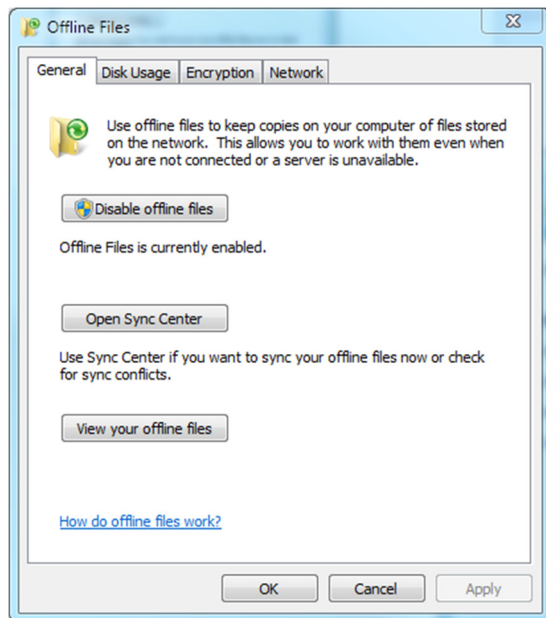 Offline Files
General Disk Usage Encryption Network
Use offline files to keep copies on your computer of files stored
on the network. This allows you to work with them even when
you are not connected or a server is unavailable.
Disable offline files
Offline Files is currently enabled.
Open Sync Center
Use Sync Center if you want to sync your offline files now or check
for sync conflicts.
View your offline files
How do offline files work?
OK Cancel Apply